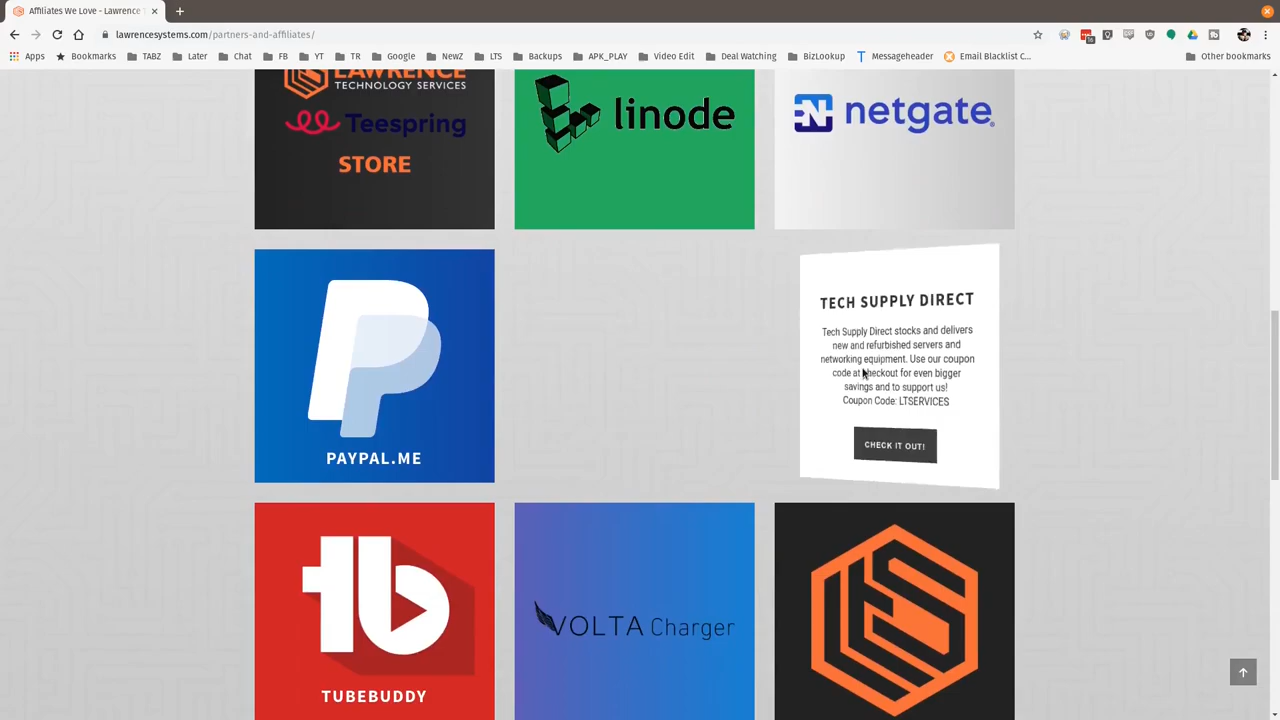 Affiliates We Love - Lawrence T
lawrencesystems.com/partners-and-affiliates/
Apps
Bookmarks
TABZ
Later
Chat
FB
YT
TR
Google
NewZ
LTS
Backups
APK_PLAY
Video Edit
Deal Watching
BizLookup
Messageheader
Email Blacklist C...
Other bookmarks
LAWRENCE
TECHNOLOGY SERVICES
Teespring
STORE
linode
netgate
PAYPAL.ME
TECH SUPPLY DIRECT
Tech Supply Direct stocks and delivers
new and refurbished servers and
networking equipment. Use our coupon
code at checkout for even bigger
savings and to support us!
Coupon Code: LTSERVICES
CHECK IT OUT!
tb
TUBEBUDDY
VOLTA Charger